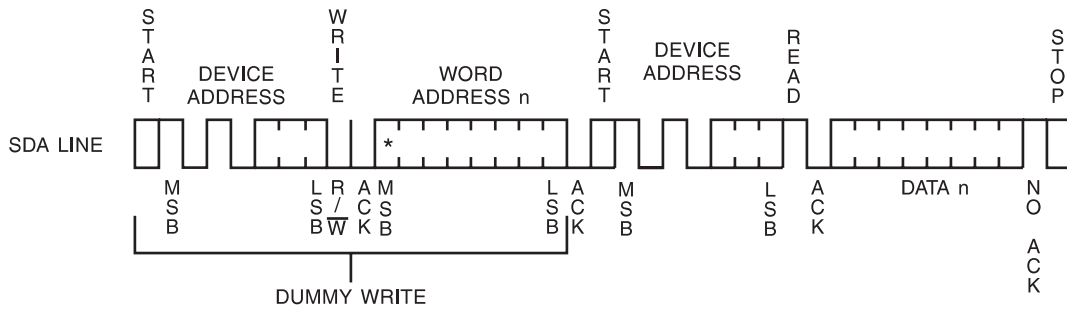 START
WRITE
START
READ
STOP
DEVICE
ADDRESS
WORD
ADDRESS n
DEVICE
ADDRESS
SDA LINE
*
MSB
LSB
R/W
ACK
MSB
LSB
ACK
MSB
LSB
ACK
DATA n
NO ACK
DUMMY WRITE